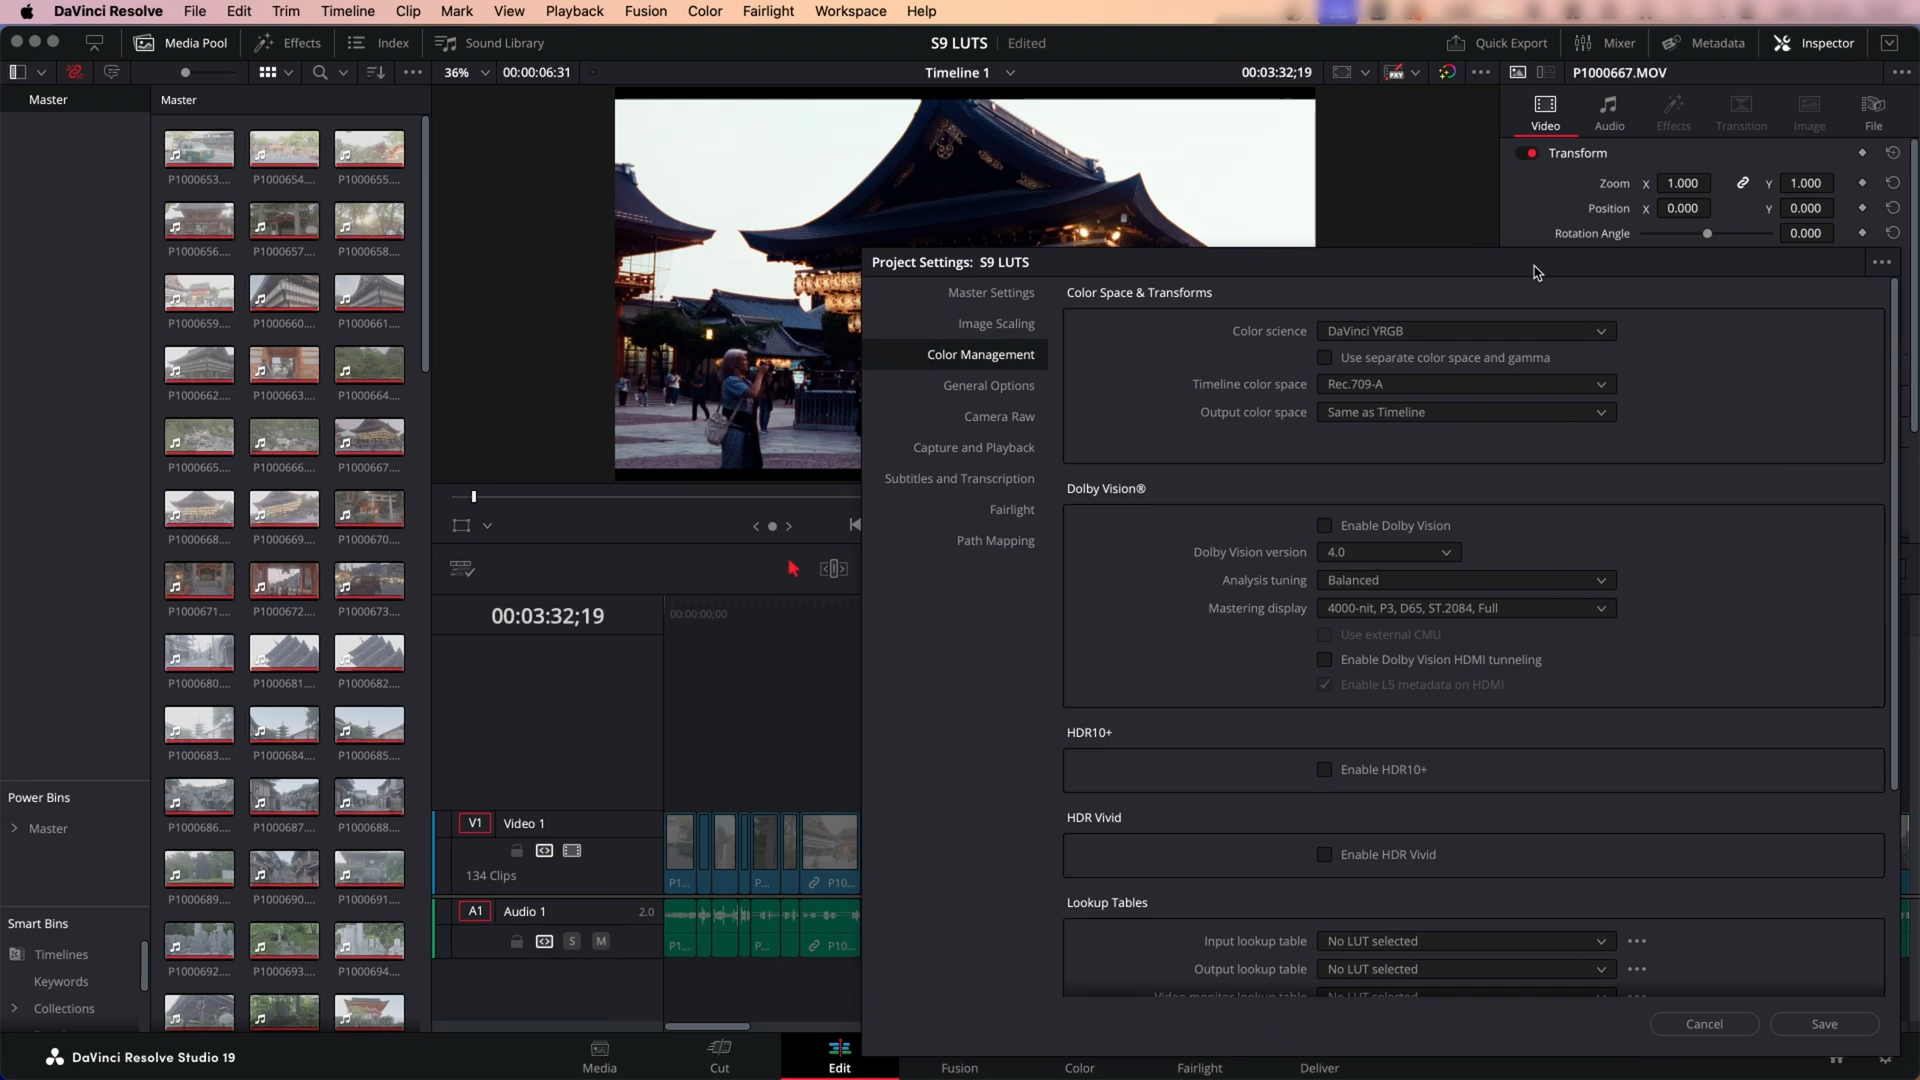 DaVinci Resolve File Edit Trim Timeline Clip Mark View Playback Fusion Color Fairlight Workspace Help
Media Pool Effects Index Sound Library S9 LUTS Edited Quick Export Mixer Metadata Inspector
36% 00:00:06:31 Timeline 1 00:03:32;19 P1000667.MOV
Master
Master
P1000653.... P1000654.... P1000655....
P1000656.... P1000657.... P1000658....
P1000659.... P1000660.... P1000661....
P1000662.... P1000663.... P1000664....
P1000665.... P1000666.... P1000667....
P1000668.... P1000669.... P1000670....
P1000671.... P1000672.... P1000673....
P1000680.... P1000681.... P1000682....
P1000683.... P1000684.... P1000685....
P1000686.... P1000687.... P1000688....
P1000689.... P1000690.... P1000691....
P1000692.... P1000693.... P1000694....
Power Bins
Master
Smart Bins
Timelines
Keywords
Collections
Video Audio Effects Transition Image File
Transform
Zoom X 1.000 Y 1.000
Position X 0.000 Y 0.000
Rotation Angle 0.000
00:03:32;19
00:00:00;00
V1 Video 1
134 Clips
P1... P... P10...
A1 Audio 1 2.0
S M
P1... P... P10...
Project Settings: S9 LUTS
Master Settings
Image Scaling
Color Management
General Options
Camera Raw
Capture and Playback
Subtitles and Transcription
Fairlight
Path Mapping
Color Space & Transforms
Color science DaVinci YRGB
Use separate color space and gamma
Timeline color space Rec.709-A
Output color space Same as Timeline
Dolby Vision®
Enable Dolby Vision
Dolby Vision version 4.0
Analysis tuning Balanced
Mastering display 4000-nit, P3, D65, ST.2084, Full
Use external CMU
Enable Dolby Vision HDMI tunneling
Enable L5 metadata on HDMI
HDR10+
Enable HDR10+
HDR Vivid
Enable HDR Vivid
Lookup Tables
Input lookup table No LUT selected
Output lookup table No LUT selected
Video monitor lookup table No LUT selected
Cancel Save
DaVinci Resolve Studio 19
Media Cut Edit Fusion Color Fairlight Deliver